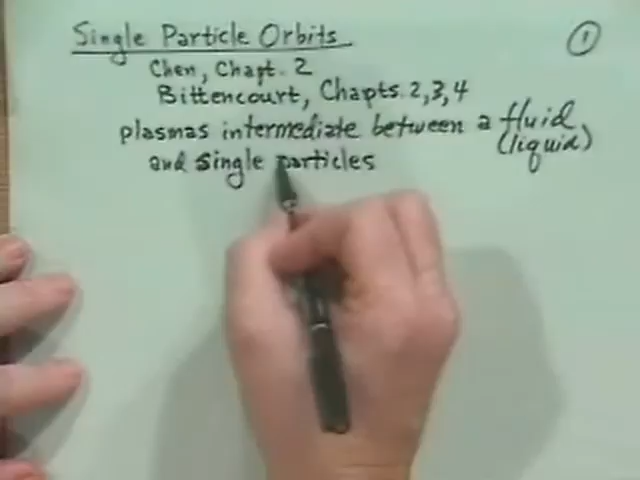 Single Particle Orbits 1
Chen, Chapt. 2
Bittencourt, Chapts. 2,3,4
plasmas intermediate between a fluid
(liquid)
and single particles